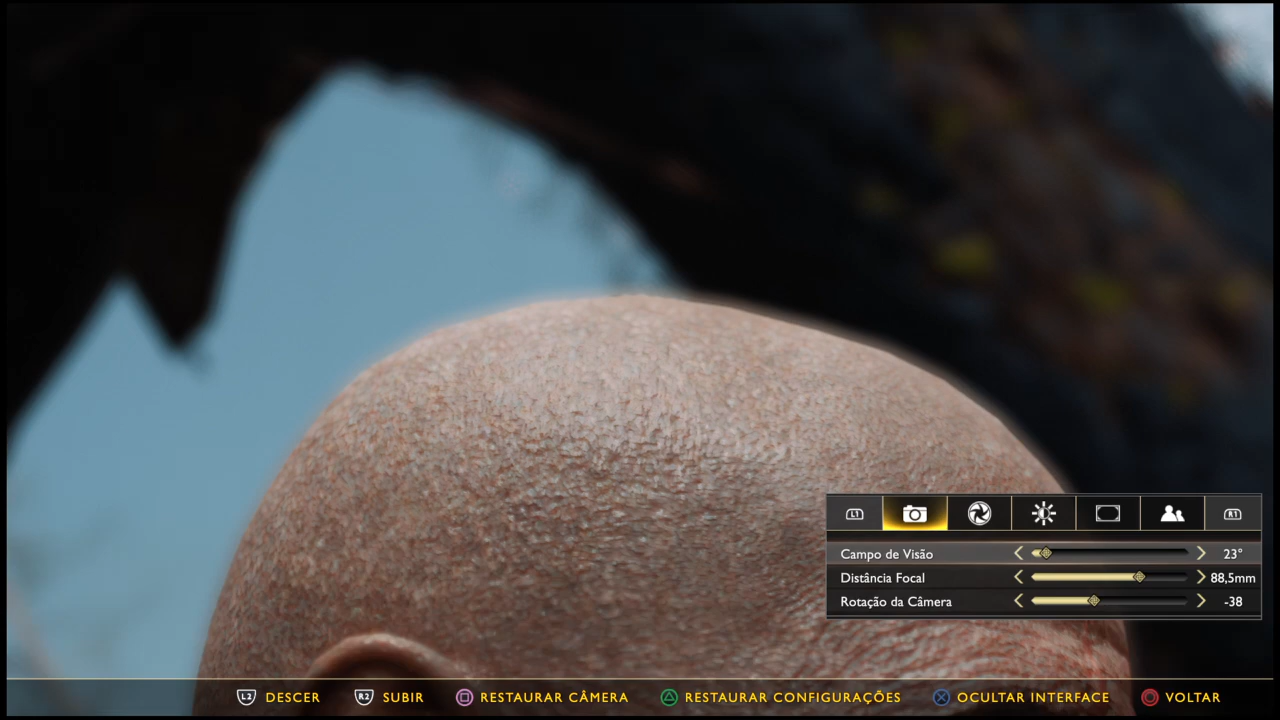 L1 R1
Campo de Visão 23°
Distância Focal 88,5mm
Rotação da Câmera -38
L2 DESCER R2 SUBIR RESTAURAR CÂMERA RESTAURAR CONFIGURAÇÕES OCULTAR INTERFACE VOLTAR